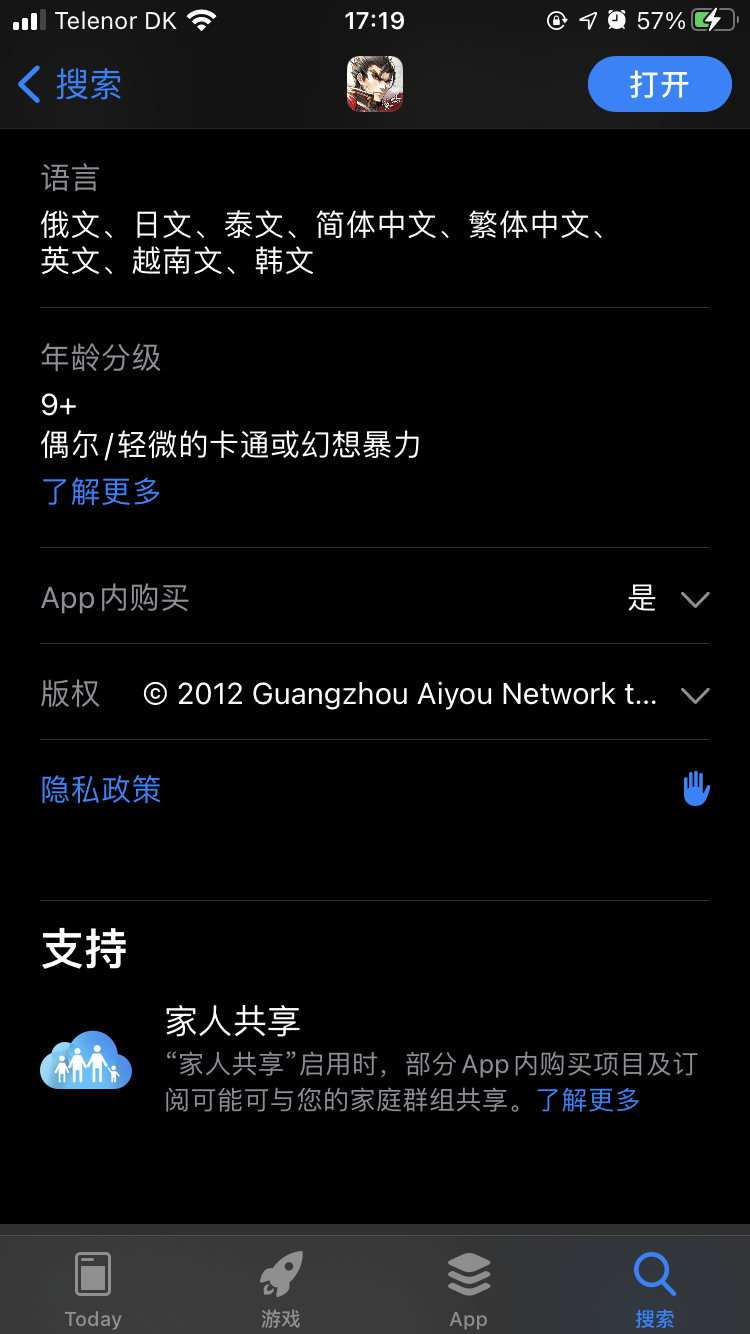 Telenor DK 17:19 57%
搜索 打开
语言
俄文、日文、泰文、简体中文、繁体中文、
英文、越南文、韩文
年龄分级
9+
偶尔/轻微的卡通或幻想暴力
了解更多
App内购买 是
版权 © 2012 Guangzhou Aiyou Network t...
隐私政策
支持
家人共享
“家人共享”启用时，部分App内购买项目及订
阅可能可与您的家庭群组共享。了解更多
Today 游戏 App 搜索